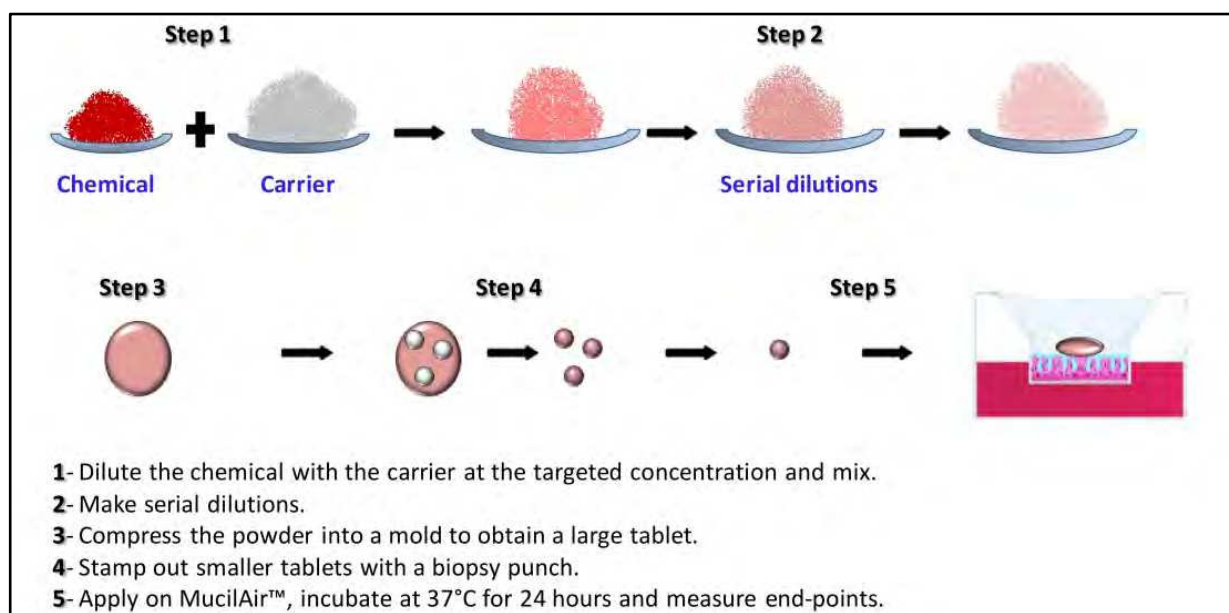 Step 1
Step 2
Chemical
Carrier
Serial dilutions
Step 3
Step 4
Step 5
1- Dilute the chemical with the carrier at the targeted concentration and mix.
2- Make serial dilutions.
3- Compress the powder into a mold to obtain a large tablet.
4- Stamp out smaller tablets with a biopsy punch.
5- Apply on MucilAir™, incubate at 37°C for 24 hours and measure end-points.